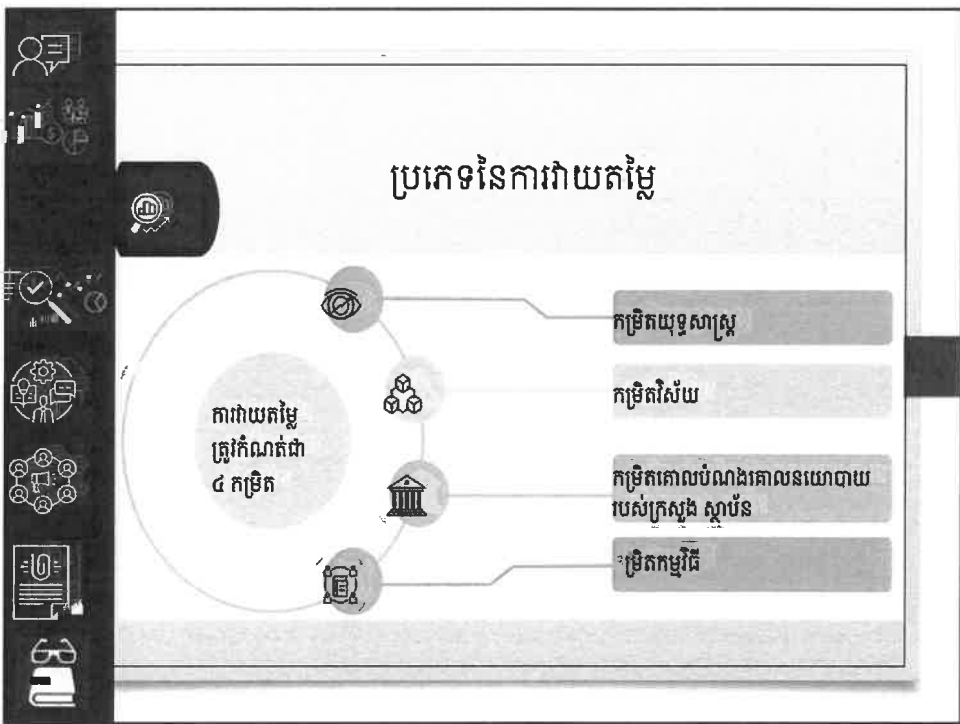 ប្រភេទនៃការវាយតម្លៃ
ការវាយតម្លៃ
ត្រូវកំណត់ជា
៤ កម្រិត
កម្រិតយុទ្ធសាស្ត្រ
កម្រិតវិស័យ
កម្រិតគោលបំណងគោលនយោបាយ
របស់ក្រសួង ស្ថាប័ន
កម្រិតកម្មវិធី